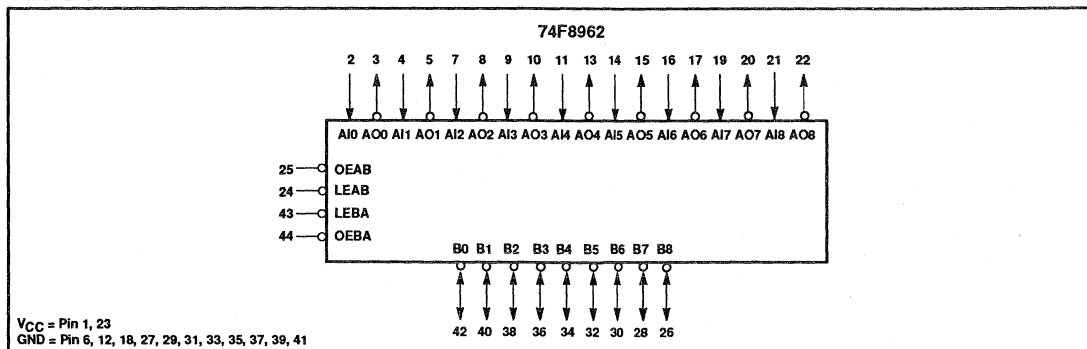 74F8962
2 3 4 5 7 8 9 10 11 13 14 15 16 17 19 20 21 22
AI0 AO0 AI1 AO1 AI2 AO2 AI3 AO3 AI4 AO4 AI5 AO5 AI6 AO6 AI7 AO7 AI8 AO8
25 OEAB
24 LEAB
43 LEBA
44 OEBA
B0 B1 B2 B3 B4 B5 B6 B7 B8
42 40 38 36 34 32 30 28 26
VCC = Pin 1, 23
GND = Pin 6, 12, 18, 27, 29, 31, 33, 35, 37, 39, 41